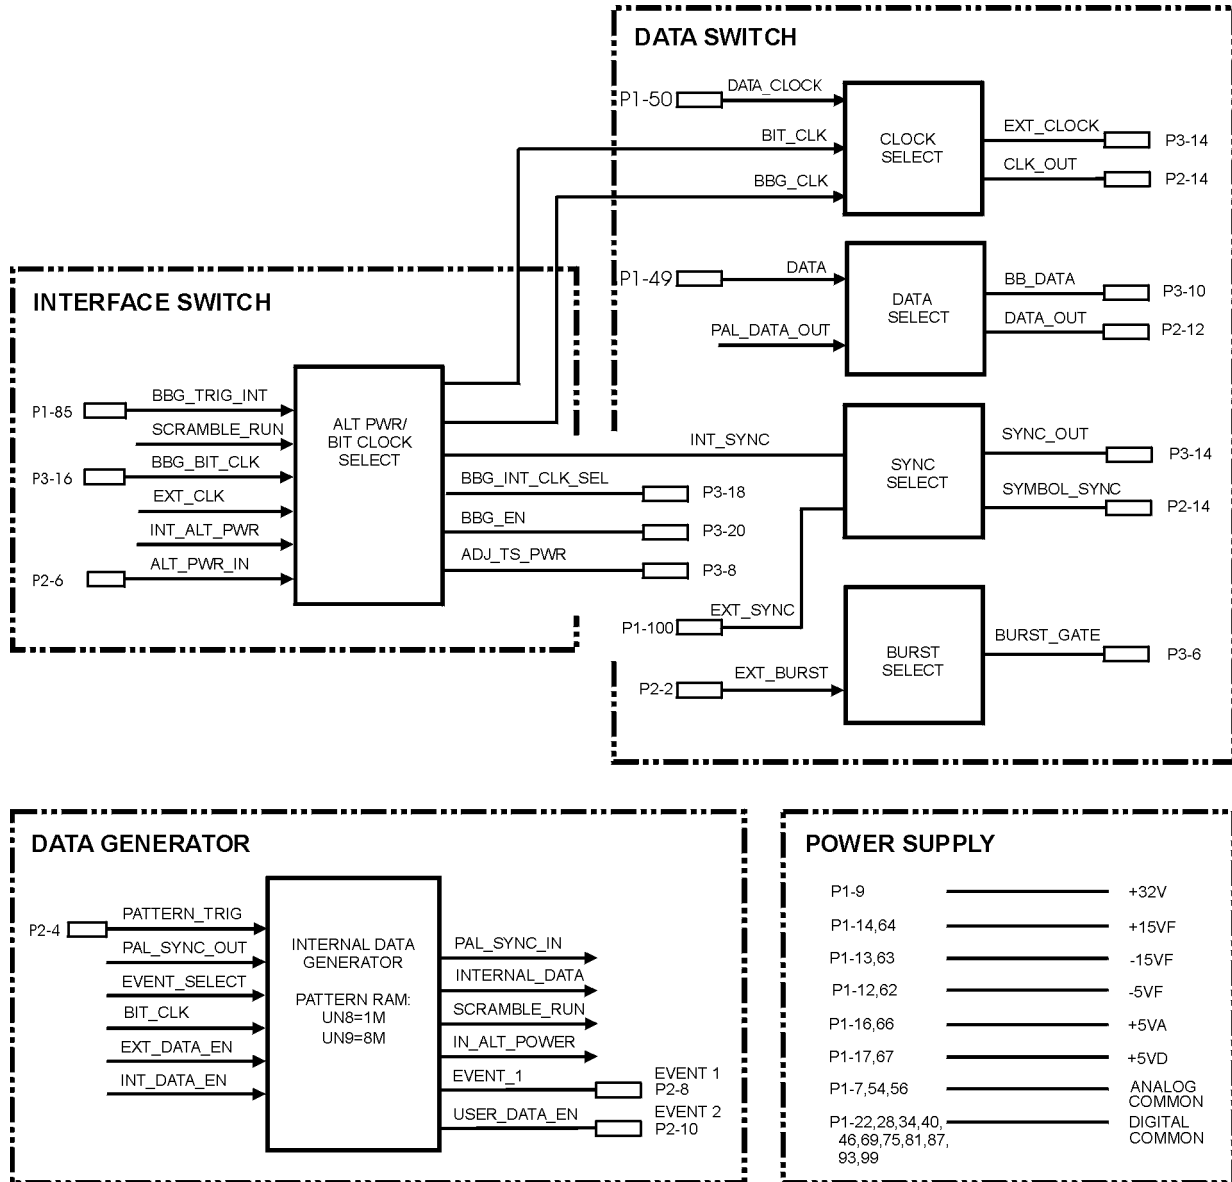 DATA SWITCH
P1-50
DATA_CLOCK
BIT_CLK
BBG_CLK
CLOCK
SELECT
EXT_CLOCK
P3-14
CLK_OUT
P2-14
P1-49
DATA
PAL_DATA_OUT
DATA
SELECT
BB_DATA
P3-10
DATA_OUT
P2-12
INT_SYNC
SYNC
SELECT
SYNC_OUT
P3-14
SYMBOL_SYNC
P2-14
P1-100
EXT_SYNC
P2-2
EXT_BURST
BURST
SELECT
BURST_GATE
P3-6
INTERFACE SWITCH
P1-85
BBG_TRIG_INT
SCRAMBLE_RUN
P3-16
BBG_BIT_CLK
EXT_CLK
INT_ALT_PWR
P2-6
ALT_PWR_IN
ALT PWR/
BIT CLOCK
SELECT
BBG_INT_CLK_SEL
P3-18
BBG_EN
P3-20
ADJ_TS_PWR
P3-8
DATA GENERATOR
P2-4
PATTERN_TRIG
PAL_SYNC_OUT
EVENT_SELECT
BIT_CLK
EXT_DATA_EN
INT_DATA_EN
INTERNAL DATA
GENERATOR
PATTERN RAM:
UN8=1M
UN9=8M
PAL_SYNC_IN
INTERNAL_DATA
SCRAMBLE_RUN
IN_ALT_POWER
EVENT_1
EVENT 1
P2-8
USER_DATA_EN
EVENT 2
P2-10
POWER SUPPLY
P1-9 +32V
P1-14,64 +15VF
P1-13,63 -15VF
P1-12,62 -5VF
P1-16,66 +5VA
P1-17,67 +5VD
P1-7,54,56 ANALOG
COMMON
P1-22,28,34,40, DIGITAL
46,69,75,81,87, COMMON
93,99